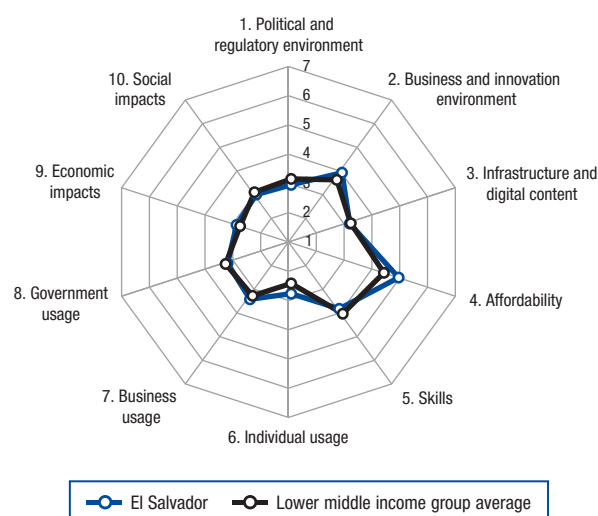 1. Political and
regulatory environment
2. Business and innovation
environment
3. Infrastructure and
digital content
4. Affordability
5. Skills
6. Individual usage
7. Business
usage
8. Government
usage
9. Economic
impacts
10. Social
impacts
7
6
5
4
3
2
1
El Salvador
Lower middle income group average